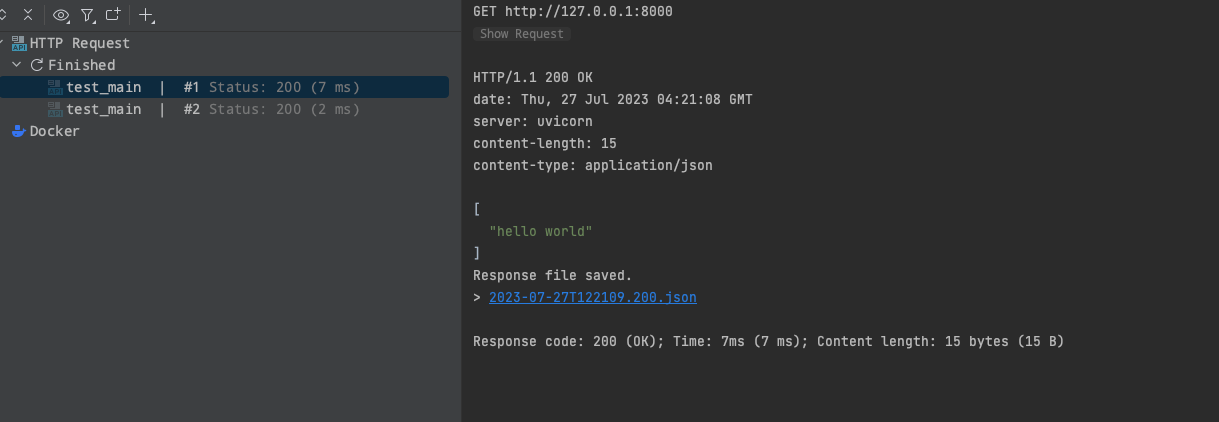 HTTP Request
Finished
test_main | #1 Status: 200 (7 ms)
test_main | #2 Status: 200 (2 ms)
Docker
GET http://127.0.0.1:8000
Show Request
HTTP/1.1 200 OK
date: Thu, 27 Jul 2023 04:21:08 GMT
server: uvicorn
content-length: 15
content-type: application/json
[
"hello world"
]
Response file saved.
> 2023-07-27T122109.200.json
Response code: 200 (OK); Time: 7ms (7 ms); Content length: 15 bytes (15 B)